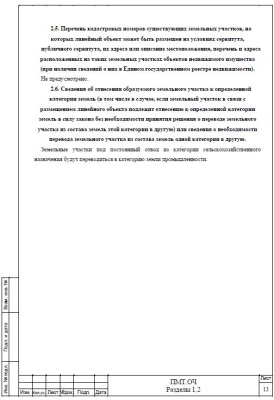 2.5. Перечень кадастровых номеров существующих земельных участков, на
которых линейный объект может быть размещен на условиях сервитута,
публичного сервитута, их адреса или описание местоположения, перечень и адреса
расположенных на таких земельных участках объектов недвижимого имущества
(при наличии сведений о них в Едином государственном реестре недвижимости).
Не предусмотрено.
2.6. Сведения об отнесении образуемого земельного участка к определенной
категории земель (в том числе в случае, если земельный участок в связи с
размещением линейного объекта подлежит отнесению к определенной категории
земель в силу закона без необходимости принятия решения о переводе земельного
участка из состава земель этой категории в другую) или сведения о необходимости
перевода земельного участка из состава земель одной категории в другую.
Земельные участки под постоянный отвод из категории сельскохозяйственного
назначения будут переводиться в категорию земли промышленности.
Взам. инв. №
Подп. и дата
Инв. № подл.
Изм. Кол.уч. Лист №док. Подп. Дата
ПМТ.ОЧ
Разделы 1,2
Лист
13